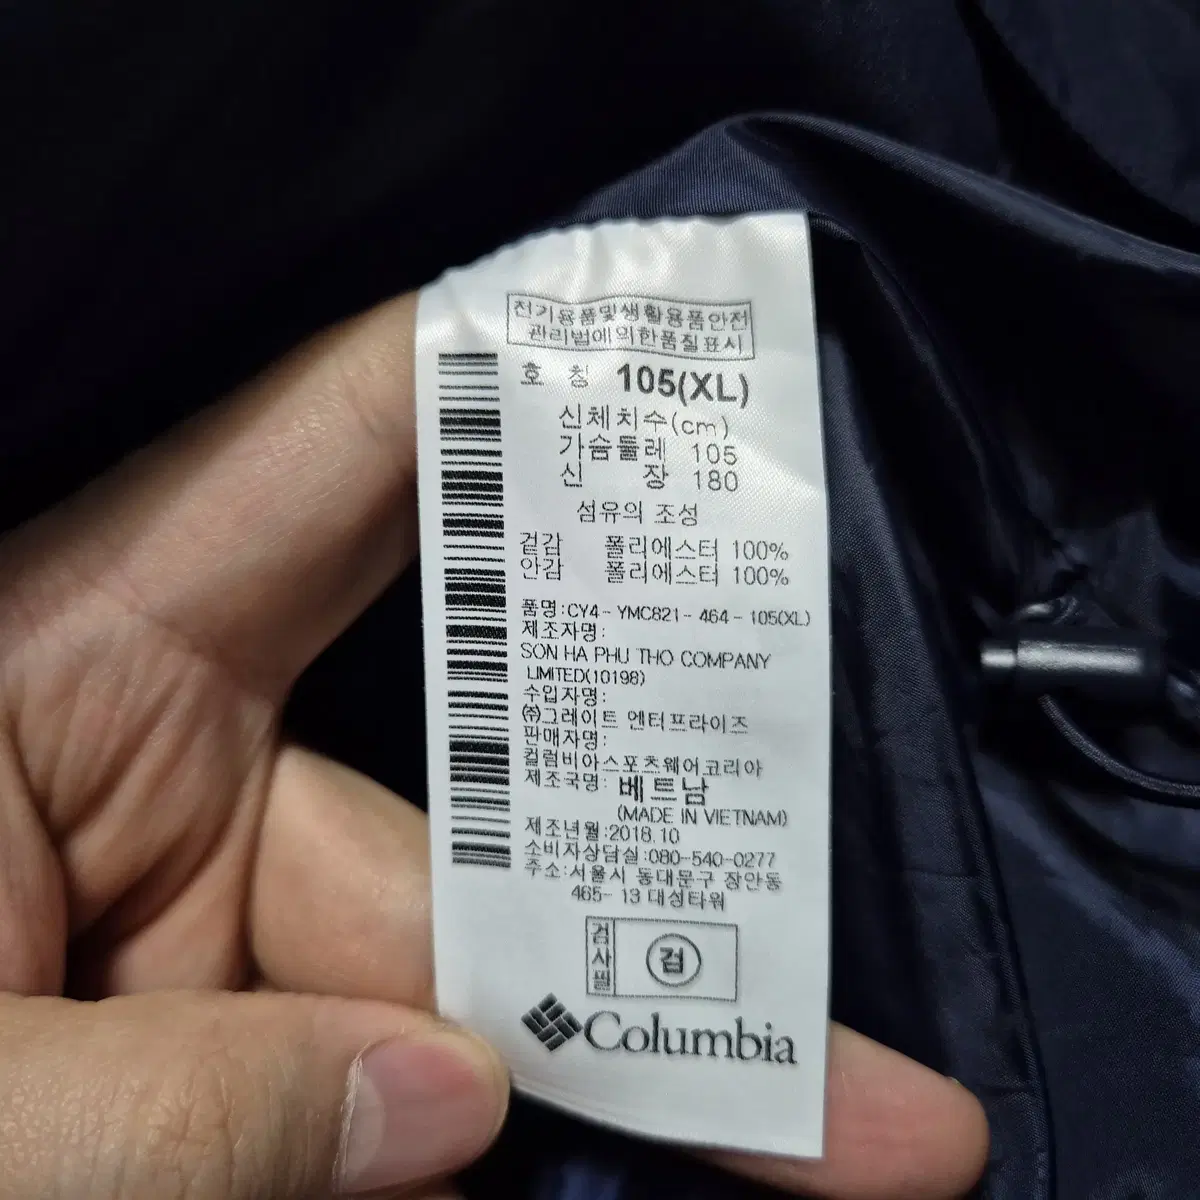 전기용품및생활용품안전
관리법에의한품질표시
호 칭 105(XL)
신체치수(cm)
가슴둘레 105
신 장 180
섬유의 조성
겉감 폴리에스터 100%
안감 폴리에스터 100%
품명:CY4-YMC821-464-105(XL)
제조자명:
SON HA PHU THO COMPANY
LIMITED(10198)
수입자명:
㈜그레이트 엔터프라이즈
판매자명:
컬럼비아스포츠웨어코리아
제조국명: 베트남
(MADE IN VIETNAM)
제조년월:2018.10
소비자상담실:080-540-0277
주소:서울시 동대문구 장안동
465-13 대성타워
검사필 검
Columbia